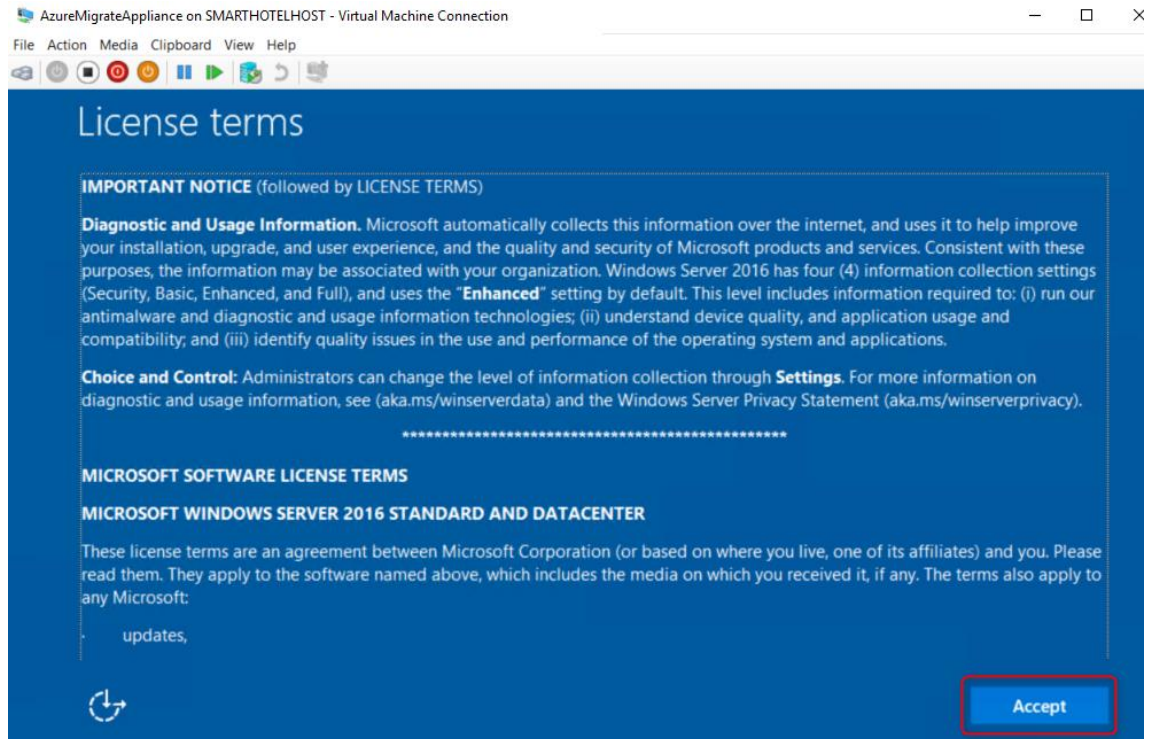 AzureMigrateAppliance on SMARTHOTELHOST - Virtual Machine Connection
File Action Media Clipboard View Help
License terms
IMPORTANT NOTICE (followed by LICENSE TERMS)
Diagnostic and Usage Information. Microsoft automatically collects this information over the internet, and uses it to help improve
your installation, upgrade, and user experience, and the quality and security of Microsoft products and services. Consistent with these
purposes, the information may be associated with your organization. Windows Server 2016 has four (4) information collection settings
(Security, Basic, Enhanced, and Full), and uses the “Enhanced” setting by default. This level includes information required to: (i) run our
antimalware and diagnostic and usage information technologies; (ii) understand device quality, and application usage and
compatibility; and (iii) identify quality issues in the use and performance of the operating system and applications.
Choice and Control: Administrators can change the level of information collection through Settings. For more information on
diagnostic and usage information, see (aka.ms/winserverdata) and the Windows Server Privacy Statement (aka.ms/winserverprivacy).
************************************************
MICROSOFT SOFTWARE LICENSE TERMS
MICROSOFT WINDOWS SERVER 2016 STANDARD AND DATACENTER
These license terms are an agreement between Microsoft Corporation (or based on where you live, one of its affiliates) and you. Please
read them. They apply to the software named above, which includes the media on which you received it, if any. The terms also apply to
any Microsoft:
· updates,
Accept